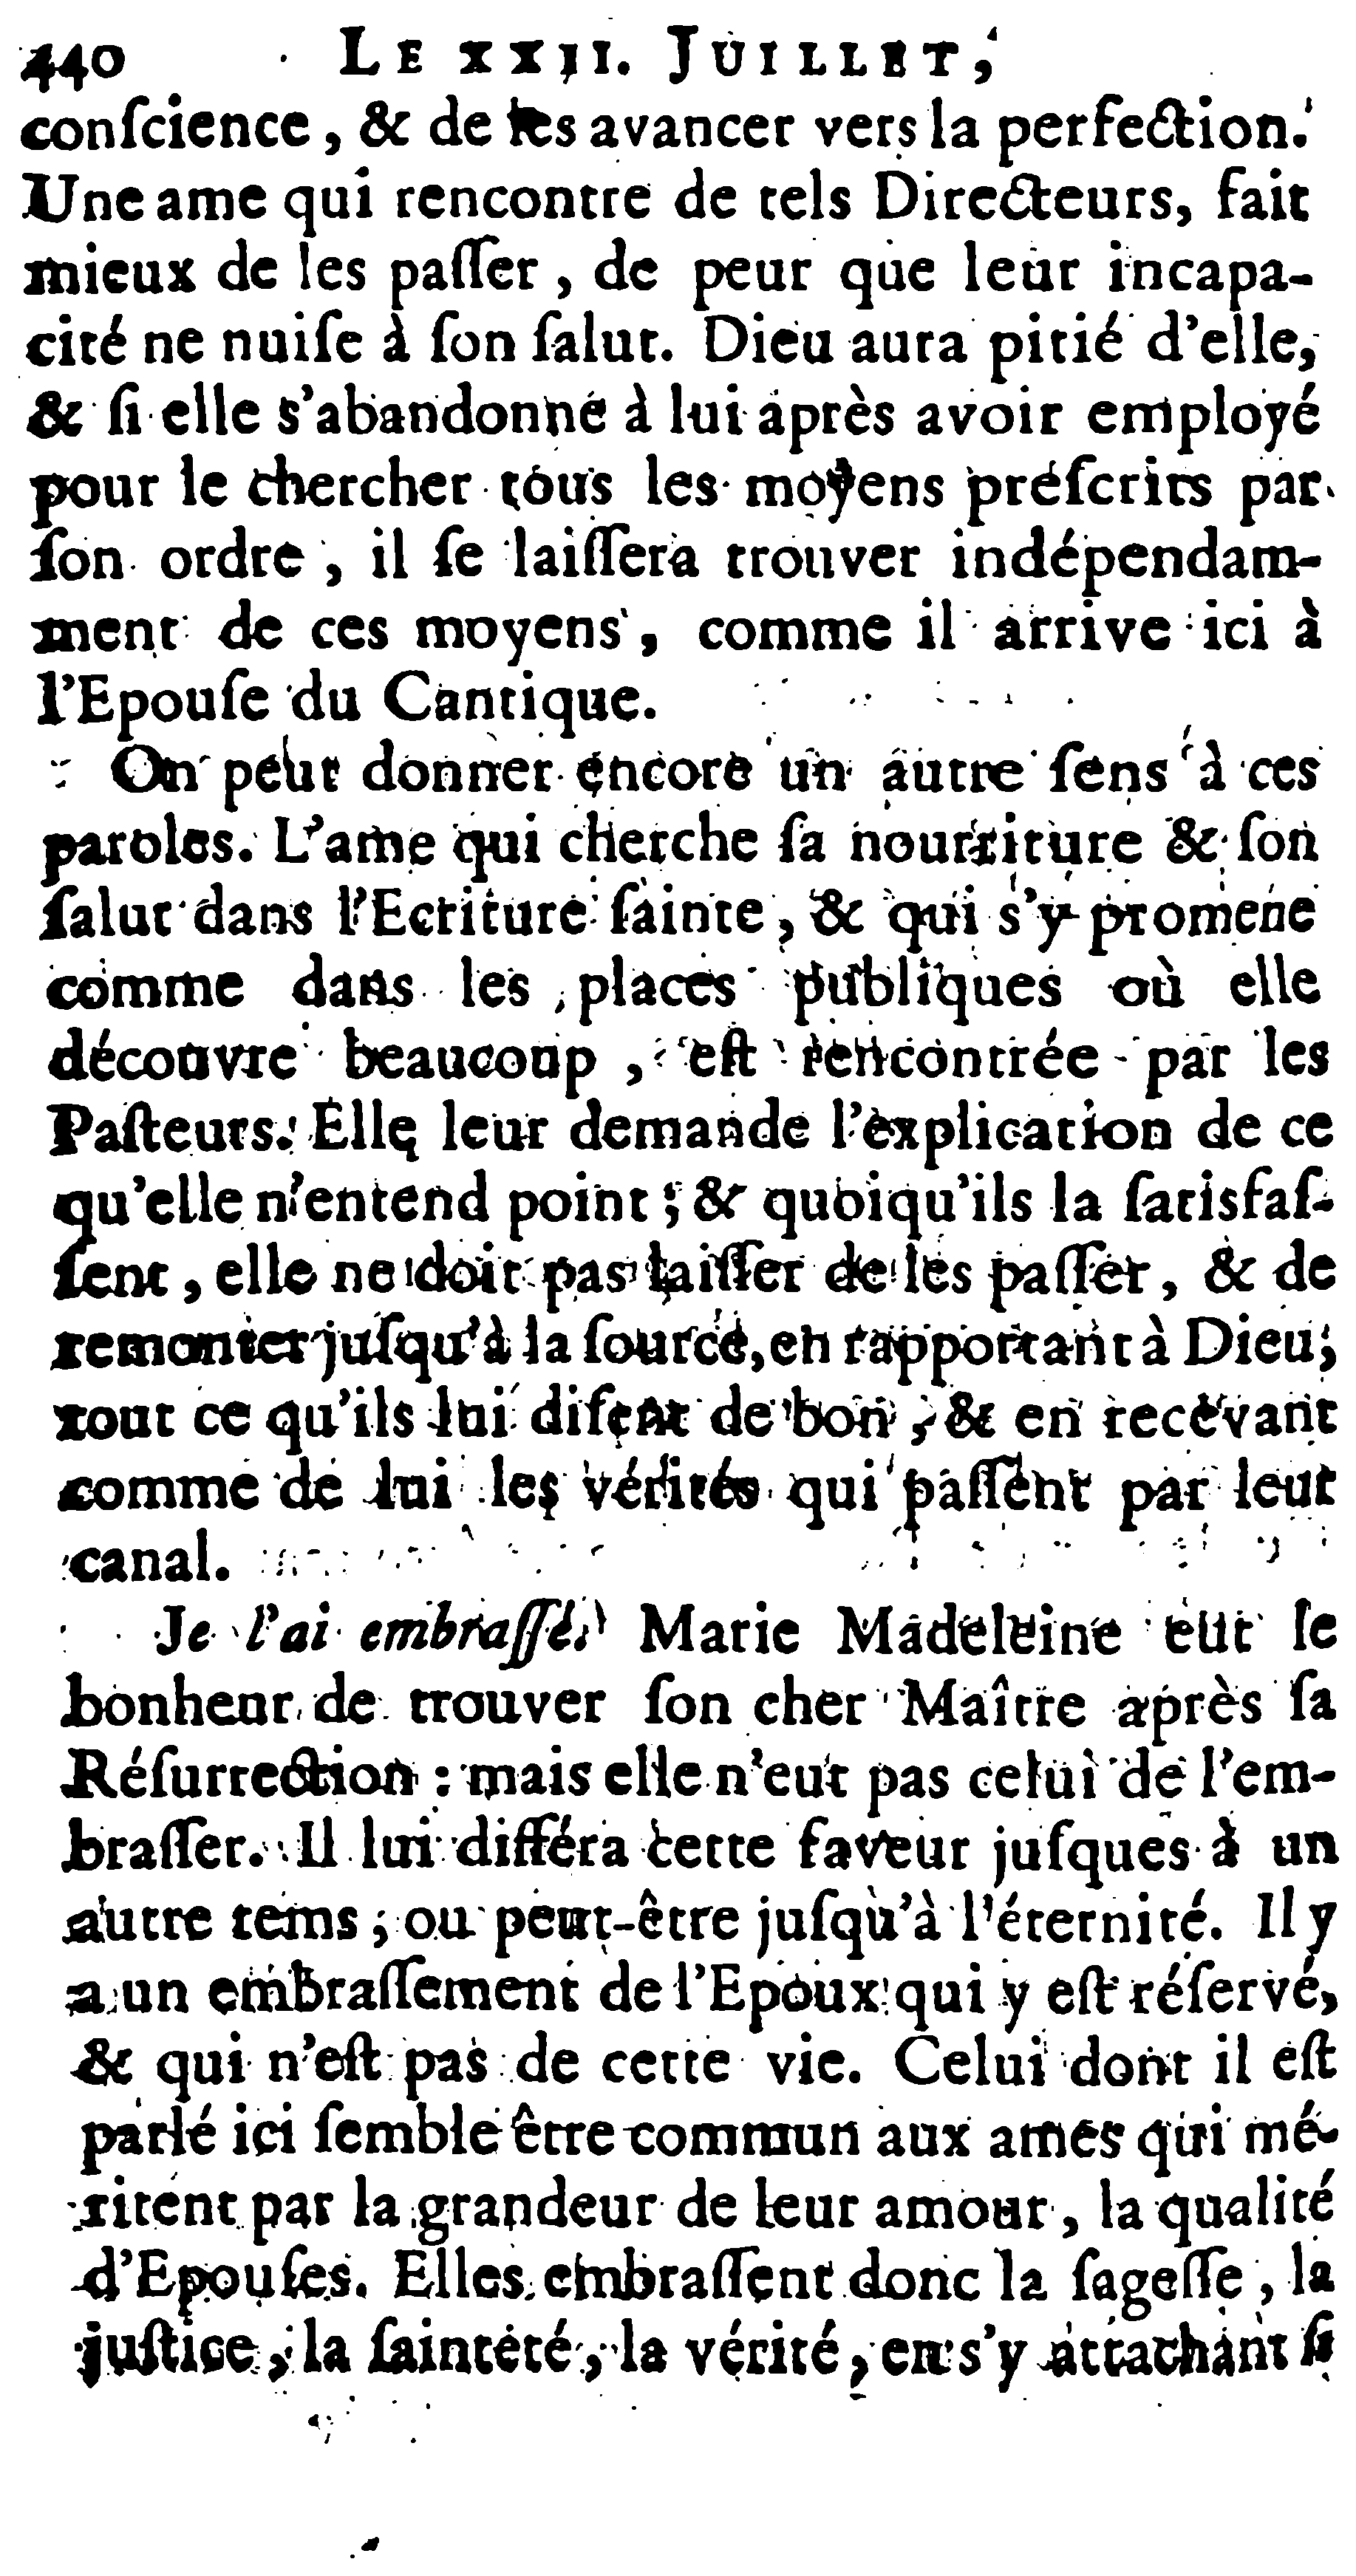 440 LE XXII. JUILLET,
conſcience, & de les avancer vers la perfection.
Une ame qui rencontre de tels Directeurs, fait
mieux de les paſſer, de peur que leur incapa-
cité ne nuiſe à ſon ſalut. Dieu aura pitié d'elle,
& ſi elle s'abandonne à lui après avoir employé
pour le chercher tous les moyens preſcrits par
ſon ordre, il ſe laiſſera trouver indépendam-
ment de ces moyens, comme il arrive ici à
l'Epouſe du Cantique.
On peut donner encore un autre ſens à ces
paroles. L'ame qui cherche ſa nourriture & ſon
ſalut dans l'Ecriture ſainte, & qui s'y promene
comme dans les places publiques où elle
découvre beaucoup, eſt rencontrée par les
Paſteurs. Elle leur demande l'explication de ce
qu'elle n'entend point; & quoiqu'ils la ſatisfaſ-
ſent, elle ne doit pas laiſſer de les paſſer, & de
remonter juſqu'à la ſource, en rapportant à Dieu,
tout ce qu'ils lui diſent de bon, & en recevant
comme de lui les vérités qui paſſent par leur
canal.
Je l'ai embraſſé. Marie Madeleine eut le
bonheur de trouver ſon cher Maître après ſa
Réſurrection : mais elle n'eut pas celui de l'em-
braſſer. Il lui différa cette faveur juſques à un
autre tems, ou peut-être juſqu'à l'éternité. Il y
a un embraſſement de l'Epoux qui y eſt réſervé,
& qui n'eſt pas de cette vie. Celui dont il eſt
parlé ici ſemble être commun aux ames qui mé-
ritent par la grandeur de leur amour, la qualité
d'Epouſes. Elles embraſſent donc la ſageſſe, la
juſtice, la ſainteté, la vérité, en s'y attachant ſi